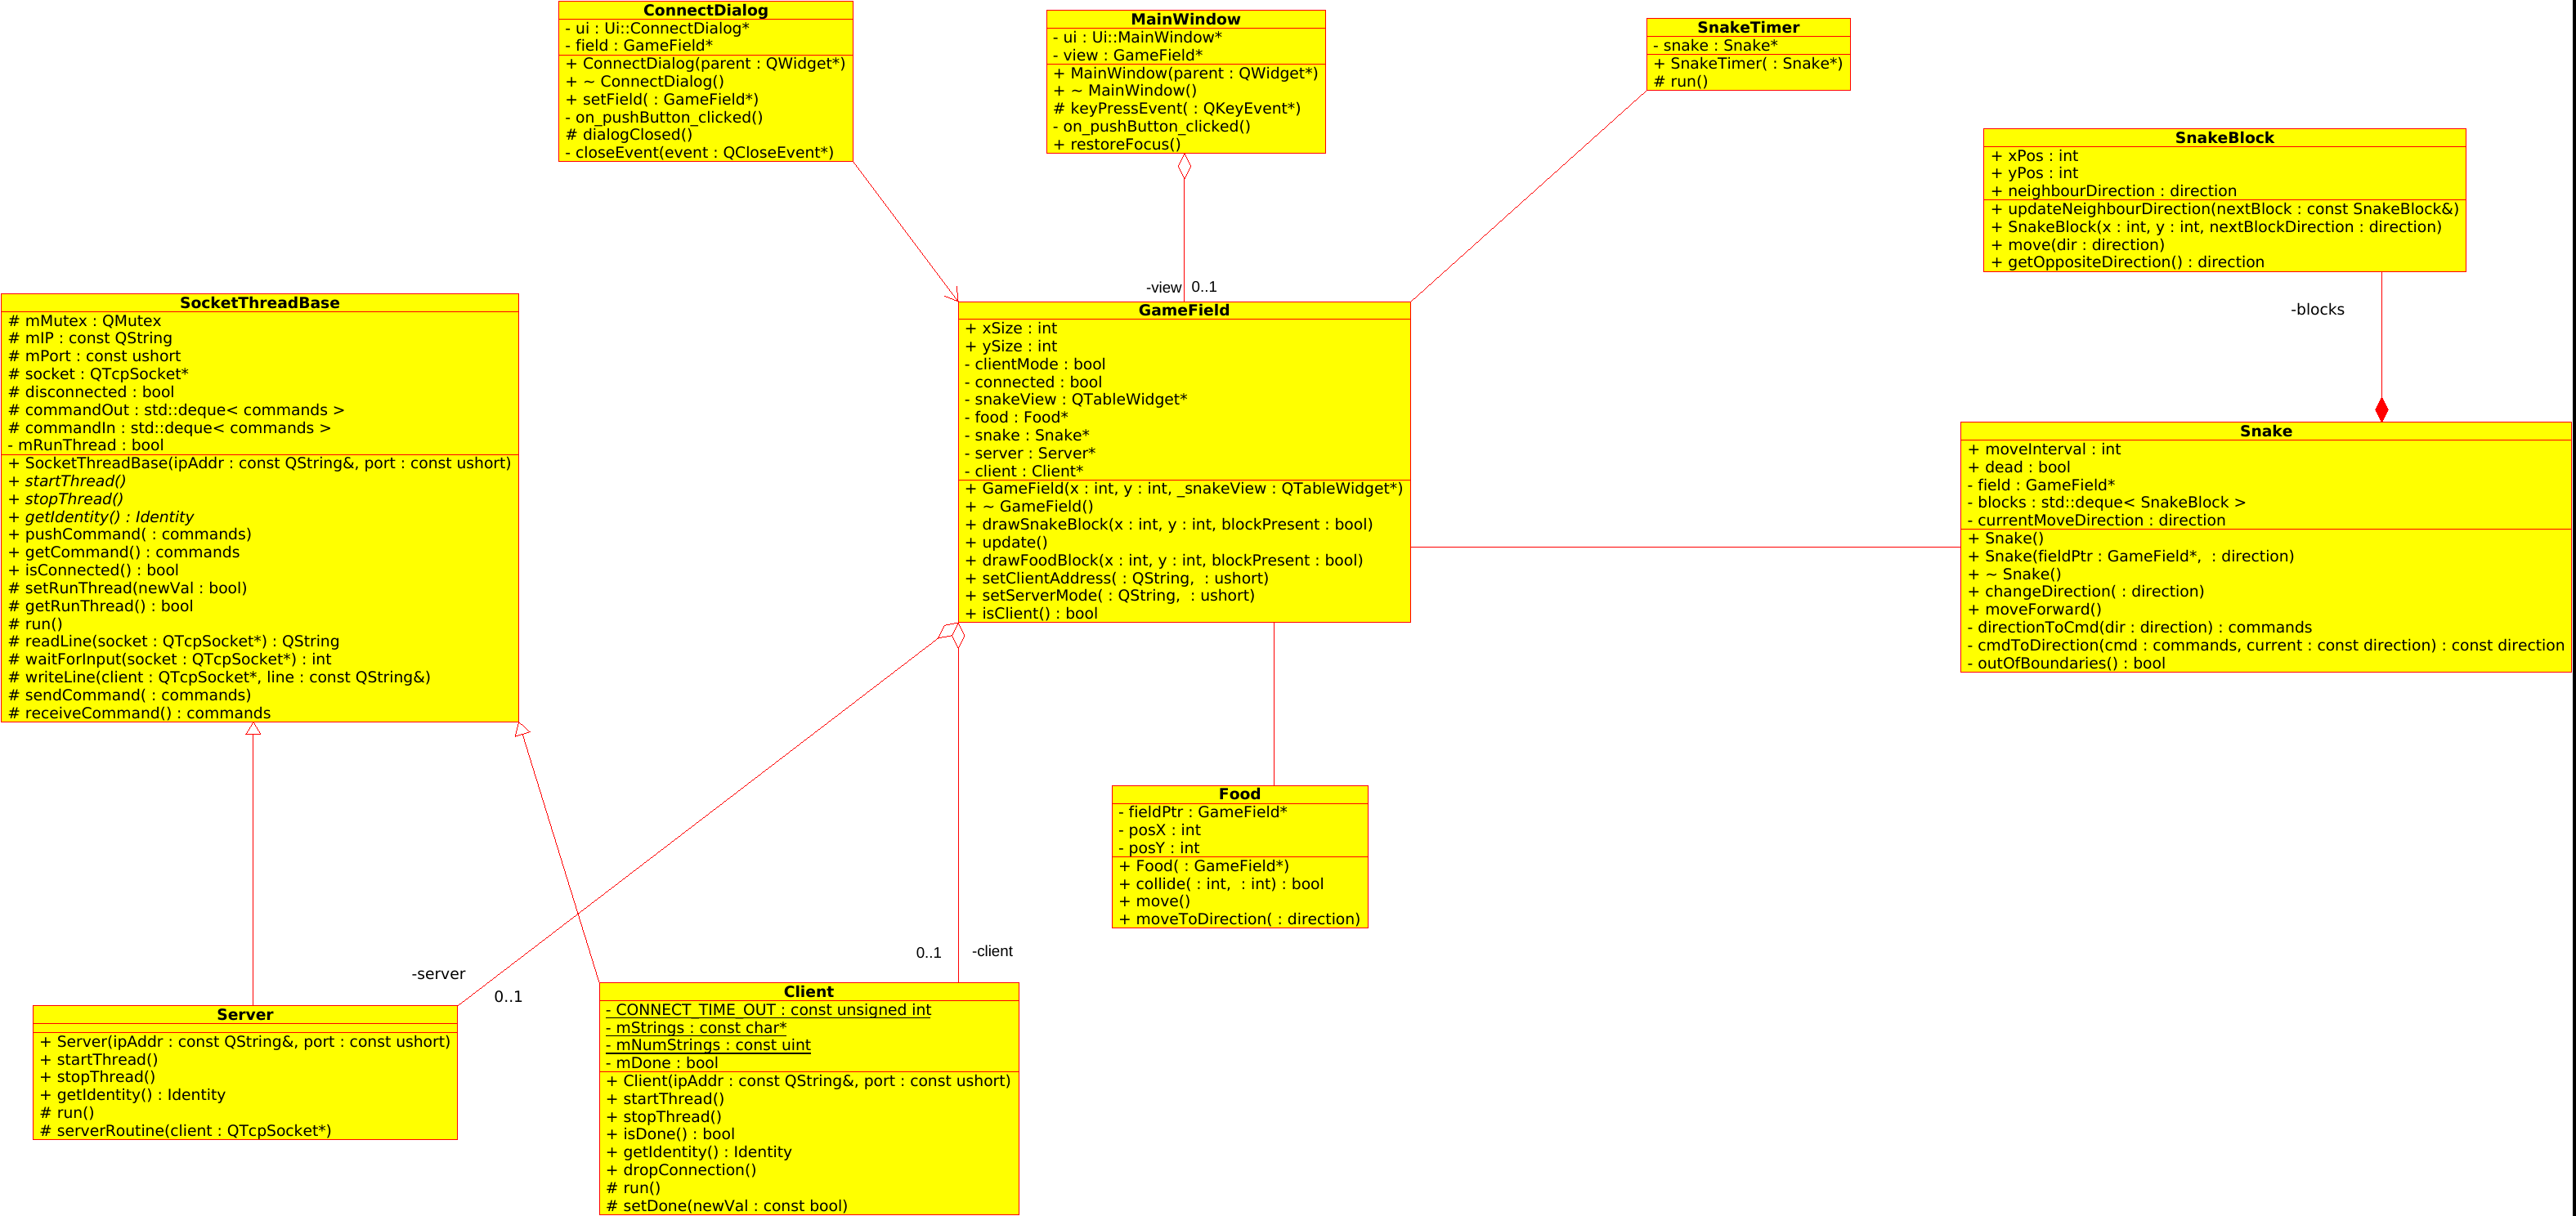 ConnectDialog
- ui : Ui::ConnectDialog*
- field : GameField*
+ ConnectDialog(parent : QWidget*)
+ ~ ConnectDialog()
+ setField( : GameField*)
- on_pushButton_clicked()
# dialogClosed()
- closeEvent(event : QCloseEvent*)
MainWindow
- ui : Ui::MainWindow*
- view : GameField*
+ MainWindow(parent : QWidget*)
+ ~ MainWindow()
# keyPressEvent( : QKeyEvent*)
- on_pushButton_clicked()
+ restoreFocus()
SnakeTimer
- snake : Snake*
+ SnakeTimer( : Snake*)
# run()
SnakeBlock
+ xPos : int
+ yPos : int
+ neighbourDirection : direction
+ updateNeighbourDirection(nextBlock : const SnakeBlock&)
+ SnakeBlock(x : int, y : int, nextBlockDirection : direction)
+ move(dir : direction)
+ getOppositeDirection() : direction
-view 0..1
-blocks
SocketThreadBase
# mMutex : QMutex
# mIP : const QString
# mPort : const ushort
# socket : QTcpSocket*
# disconnected : bool
# commandOut : std::deque< commands >
# commandIn : std::deque< commands >
- mRunThread : bool
+ SocketThreadBase(ipAddr : const QString&, port : const ushort)
+ startThread()
+ stopThread()
+ getIdentity() : Identity
+ pushCommand( : commands)
+ getCommand() : commands
+ isConnected() : bool
# setRunThread(newVal : bool)
# getRunThread() : bool
# run()
# readLine(socket : QTcpSocket*) : QString
# waitForInput(socket : QTcpSocket*) : int
# writeLine(client : QTcpSocket*, line : const QString&)
# sendCommand( : commands)
# receiveCommand() : commands
GameField
+ xSize : int
+ ySize : int
- clientMode : bool
- connected : bool
- snakeView : QTableWidget*
- food : Food*
- snake : Snake*
- server : Server*
- client : Client*
+ GameField(x : int, y : int, _snakeView : QTableWidget*)
+ ~ GameField()
+ drawSnakeBlock(x : int, y : int, blockPresent : bool)
+ update()
+ drawFoodBlock(x : int, y : int, blockPresent : bool)
+ setClientAddress( : QString,  : ushort)
+ setServerMode( : QString,  : ushort)
+ isClient() : bool
Snake
+ moveInterval : int
+ dead : bool
- field : GameField*
- blocks : std::deque< SnakeBlock >
- currentMoveDirection : direction
+ Snake()
+ Snake(fieldPtr : GameField*,  : direction)
+ ~ Snake()
+ changeDirection( : direction)
+ moveForward()
- directionToCmd(dir : direction) : commands
- cmdToDirection(cmd : commands, current : const direction) : const direction
- outOfBoundaries() : bool
Food
- fieldPtr : GameField*
- posX : int
- posY : int
+ Food( : GameField*)
+ collide( : int,  : int) : bool
+ move()
+ moveToDirection( : direction)
0..1 -client
-server
0..1
Server
+ Server(ipAddr : const QString&, port : const ushort)
+ startThread()
+ stopThread()
+ getIdentity() : Identity
# run()
# serverRoutine(client : QTcpSocket*)
Client
- CONNECT_TIME_OUT : const unsigned int
- mStrings : const char*
- mNumStrings : const uint
- mDone : bool
+ Client(ipAddr : const QString&, port : const ushort)
+ startThread()
+ stopThread()
+ isDone() : bool
+ getIdentity() : Identity
+ dropConnection()
# run()
# setDone(newVal : const bool)